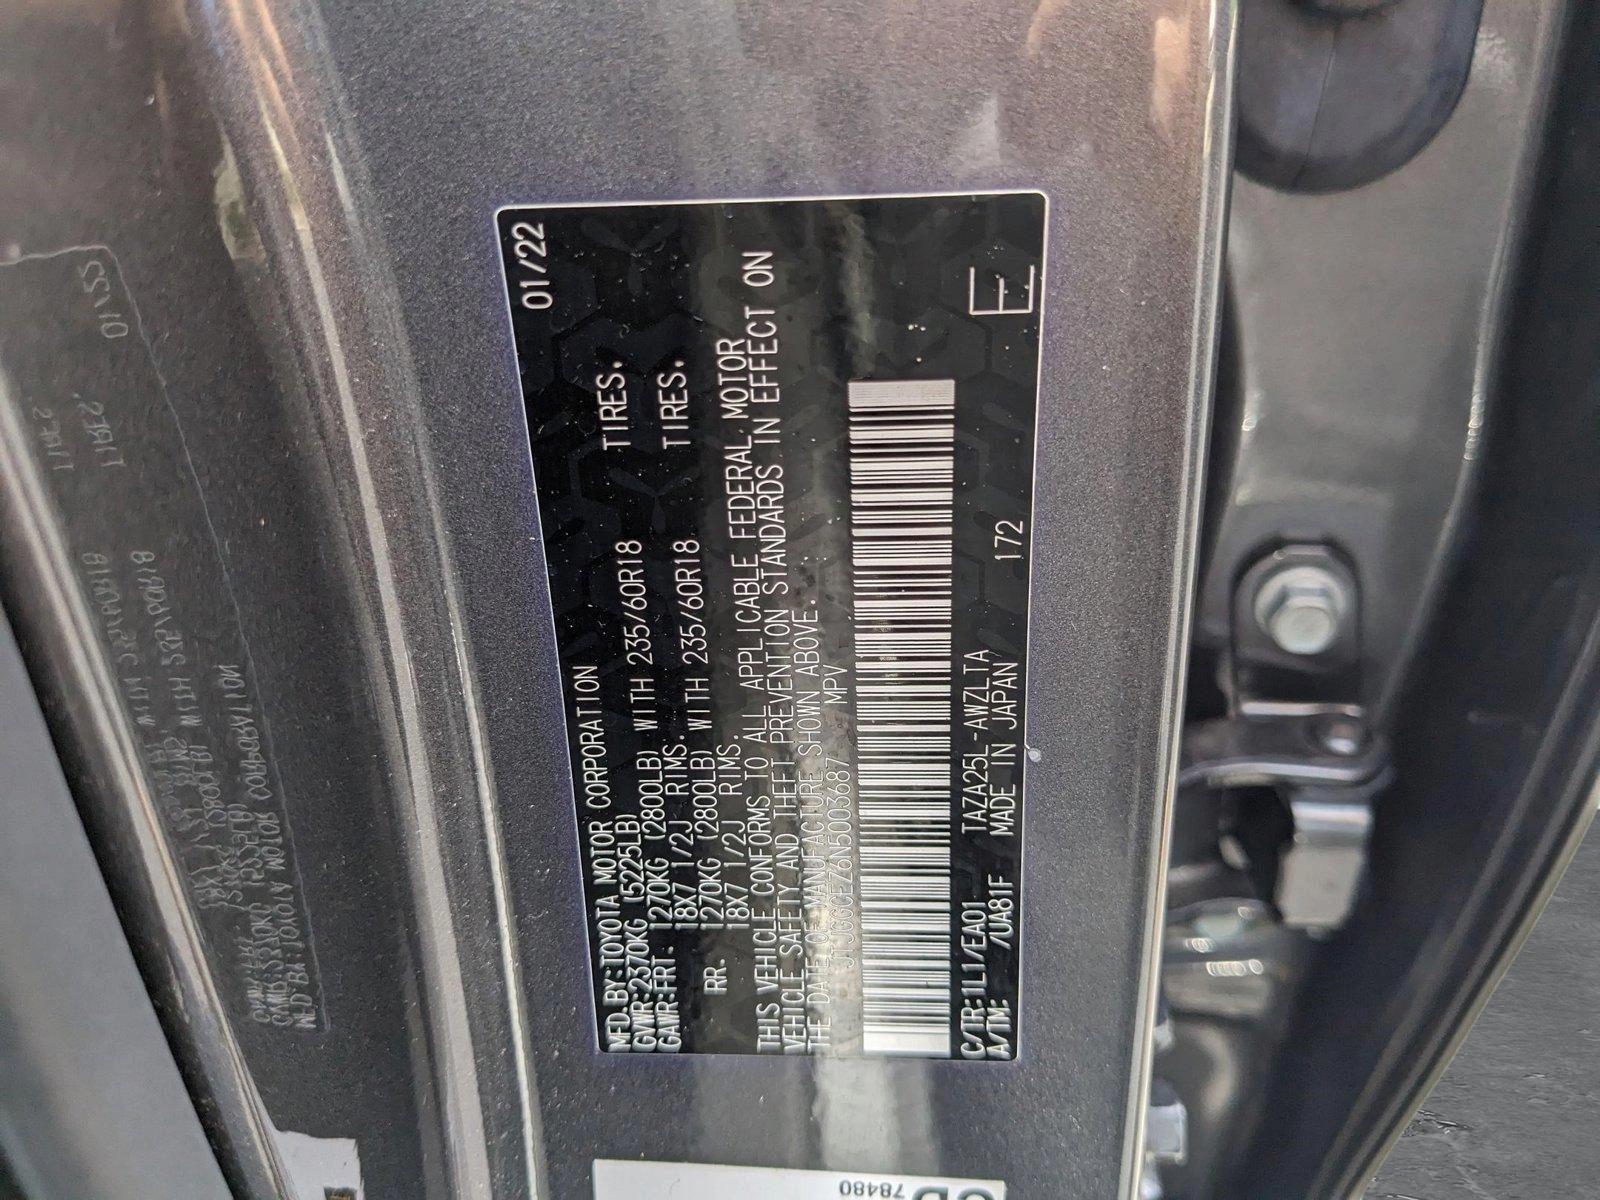 01/22
MFD.BY:TOYOTA MOTOR CORPORATION
GVWR:2370KG (5225LB)
GAWR:FRT. 1270KG (2800LB) WITH 235/60R18 TIRES.
18X7 1/2J RIMS.
RR. 1270KG (2800LB) WITH 235/60R18 TIRES.
18X7 1/2J RIMS.
THIS VEHICLE CONFORMS TO ALL APPLICABLE FEDERAL MOTOR
VEHICLE SAFETY AND THEFT PREVENTION STANDARDS IN EFFECT ON
THE DATE OF MANUFACTURE SHOWN ABOVE.
JTJGGCEZ6N5003687 MPV
C/TR:1L1/EA01 TAZA25L-AWZLTA 172
A/TM: -/UA81F MADE IN JAPAN
E
78480